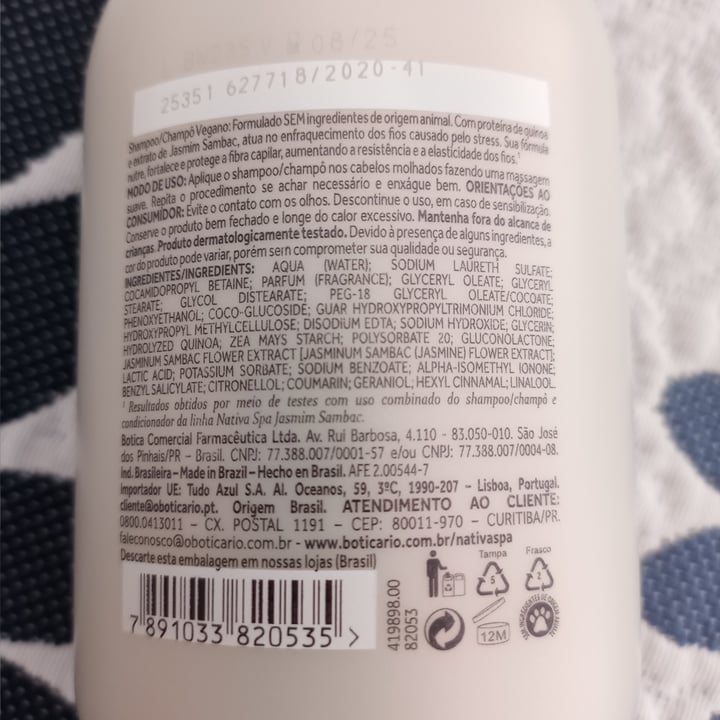 08/25
25351 627718/2020-41
Shampoo/Champô Vegano: Formulado SEM ingredientes de origem animal. Com proteína de quinoa
e extrato de Jasmim Sambac, atua no enfraquecimento dos fios causado pelo stress. Sua fórmula
nutre, fortalece e protege a fibra capilar, aumentando a resistência e a elasticidade dos fios.¹
MODO DE USO: Aplique o shampoo/champô nos cabelos molhados fazendo uma massagem
suave. Repita o procedimento se achar necessário e enxágue bem. ORIENTAÇÕES AO
CONSUMIDOR: Evite o contato com os olhos. Descontinue o uso, em caso de sensibilização.
Conserve o produto bem fechado e longe do calor excessivo. Mantenha fora do alcance de
crianças. Produto dermatologicamente testado. Devido à presença de alguns ingredientes, a
cor do produto pode variar, porém sem comprometer sua qualidade ou segurança.
INGREDIENTES/INGREDIENTS: AQUA (WATER); SODIUM LAURETH SULFATE;
COCAMIDOPROPYL BETAINE; PARFUM (FRAGRANCE); GLYCERYL OLEATE; GLYCERYL
STEARATE; GLYCOL DISTEARATE; PEG-18 GLYCERYL OLEATE/COCOATE;
PHENOXYETHANOL; COCO-GLUCOSIDE; GUAR HYDROXYPROPYLTRIMONIUM CHLORIDE;
HYDROXYPROPYL METHYLCELLULOSE; DISODIUM EDTA; SODIUM HYDROXIDE; GLYCERIN;
HYDROLYZED QUINOA; ZEA MAYS STARCH; POLYSORBATE 20; GLUCONOLACTONE;
JASMINUM SAMBAC FLOWER EXTRACT [JASMINUM SAMBAC (JASMINE) FLOWER EXTRACT];
LACTIC ACID; POTASSIUM SORBATE; SODIUM BENZOATE; ALPHA-ISOMETHYL IONONE;
BENZYL SALICYLATE; CITRONELLOL; COUMARIN; GERANIOL; HEXYL CINNAMAL; LINALOOL.
¹ Resultados obtidos por meio de testes com uso combinado do shampoo/champô e
condicionador da linha Nativa Spa Jasmim Sambac.
Botica Comercial Farmacêutica Ltda. Av. Rui Barbosa, 4.110 - 83.050-010. São José
dos Pinhais/PR – Brasil. CNPJ: 77.388.007/0001-57 e/ou CNPJ: 77.388.007/0004-08.
Ind. Brasileira – Made in Brazil – Hecho en Brasil. AFE 2.00544-7
Importador UE: Tudo Azul S.A. Al. Oceanos, 59, 3ºC, 1990-207 – Lisboa, Portugal.
cliente@oboticario.pt. Origem Brasil. ATENDIMENTO AO CLIENTE:
0800.0413011 – CX. POSTAL 1191 – CEP: 80011-970 – CURITIBA/PR.
faleconosco@oboticario.com.br - www.boticario.com.br/nativaspa
Descarte esta embalagem em nossas lojas (Brasil)
Tampa
5
Frasco
2
7 891033 820535 >
419898.00
82053
12M
SEM INGREDIENTES DE ORIGEM ANIMAL